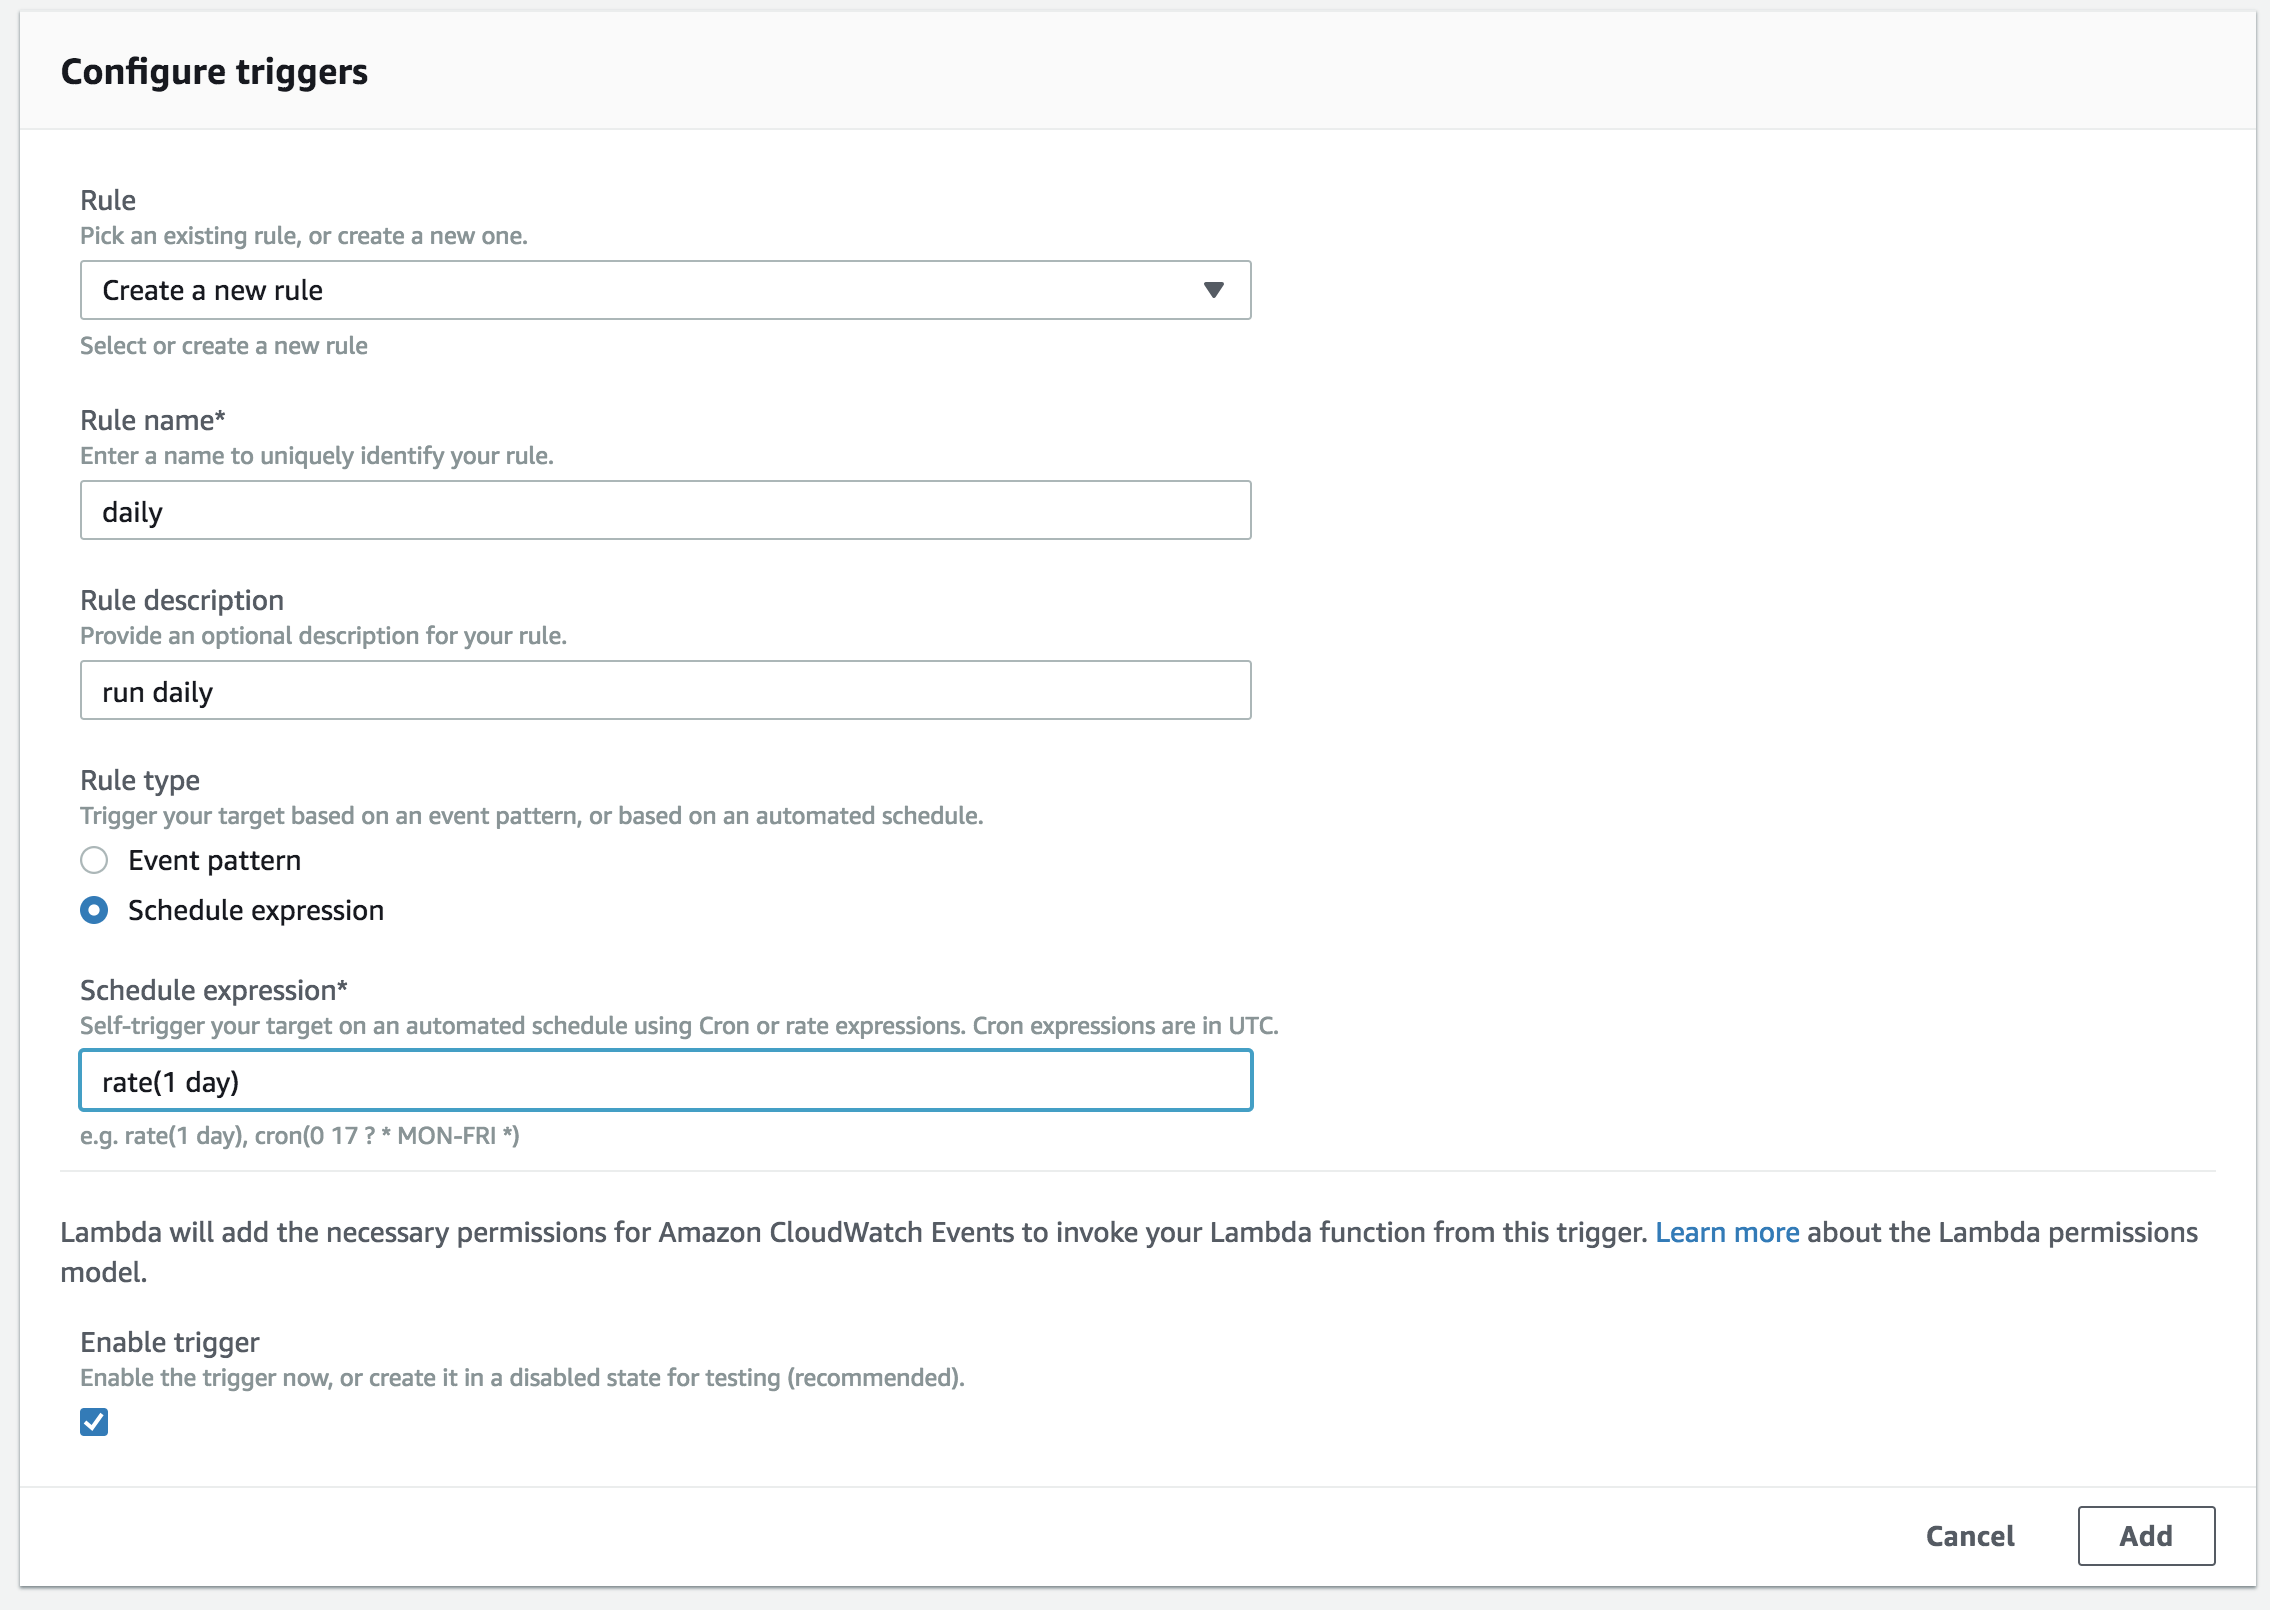 Configure triggers
Rule
Pick an existing rule, or create a new one.
Create a new rule
Select or create a new rule
Rule name*
Enter a name to uniquely identify your rule.
daily
Rule description
Provide an optional description for your rule.
run daily
Rule type
Trigger your target based on an event pattern, or based on an automated schedule.
Event pattern
Schedule expression
Schedule expression*
Self-trigger your target on an automated schedule using Cron or rate expressions. Cron expressions are in UTC.
rate(1 day)
e.g. rate(1 day), cron(0 17 ? * MON-FRI *)
Lambda will add the necessary permissions for Amazon CloudWatch Events to invoke your Lambda function from this trigger. Learn more about the Lambda permissions
model.
Enable trigger
Enable the trigger now, or create it in a disabled state for testing (recommended).
Cancel
Add